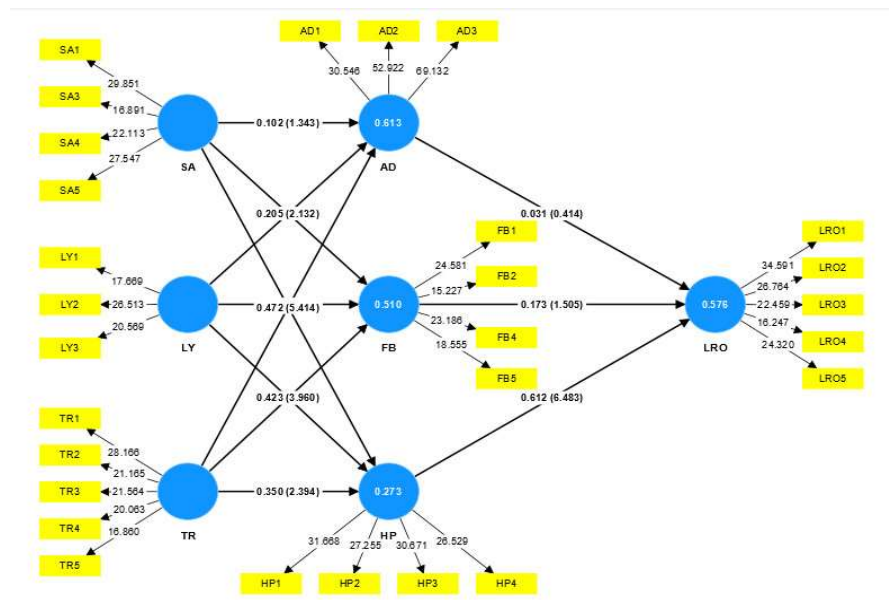 AD1
AD2
AD3
SA1
SA3
SA4
SA5
30.546
52.922
69.132
29.851
16.891
22.113
27.547
SA
0.102 (1.343)
0.613
AD
0.205 (2.132)
0.031 (0.414)
LY1
LY2
LY3
17.669
26.513
20.569
LY
0.472 (5.414)
0.510
FB
FB1
FB2
FB4
FB5
24.581
15.227
23.186
18.555
0.173 (1.505)
0.576
LRO
LRO1
LRO2
LRO3
LRO4
LRO5
34.591
26.764
22.459
16.247
24.320
0.423 (3.960)
0.612 (6.483)
TR1
TR2
TR3
TR4
TR5
28.166
21.165
21.564
20.063
16.860
TR
0.350 (2.394)
0.273
HP
31.668
27.255
30.671
26.529
HP1
HP2
HP3
HP4